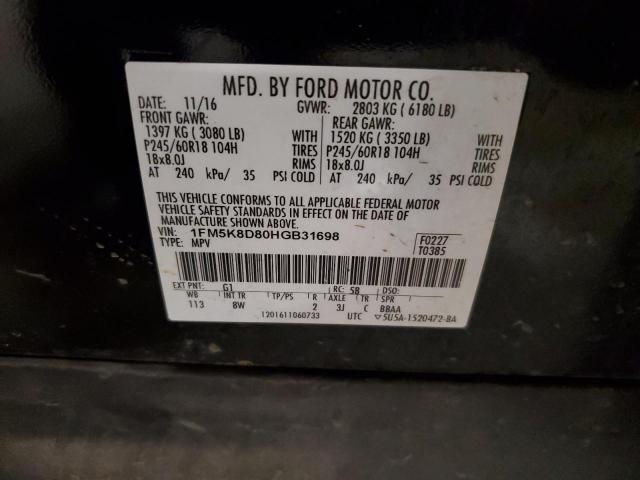 MFD. BY FORD MOTOR CO.
DATE: 11/16 GVWR: 2803 KG ( 6180 LB)
FRONT GAWR: REAR GAWR:
1397 KG ( 3080 LB) WITH 1520 KG ( 3350 LB) WITH
P245/60R18 104H TIRES P245/60R18 104H TIRES
18x8.0J RIMS 18x8.0J RIMS
AT 240 kPa/ 35 PSI COLD AT 240 kPa/ 35 PSI COLD
THIS VEHICLE CONFORMS TO ALL APPLICABLE FEDERAL MOTOR
VEHICLE SAFETY STANDARDS IN EFFECT ON THE DATE OF
MANUFACTURE SHOWN ABOVE.
VIN: 1FM5K8D80HGB31698 F0227
TYPE: MPV T0385
EXT PNT: G1 RC: 58 DSO:
WB INT TR TP/PS R AXLE TR SPR
113 8W 2 3J C BBAA
1201611060733 UTC ▽5U5A-1520472-BA